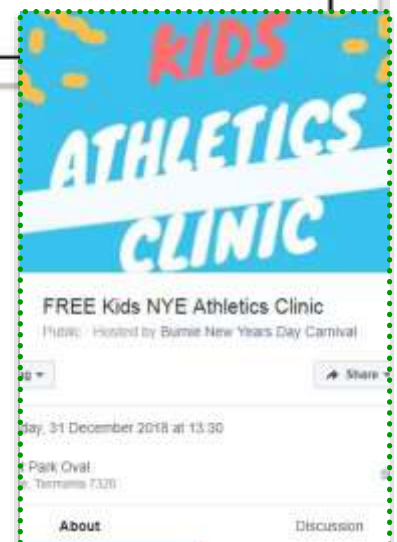 KIDS
ATHLETICS
CLINIC
FREE Kids NYE Athletics Clinic
Public · Hosted by Burnie New Years Day Carnival
Share
day, 31 December 2018 at 13:30
Park Oval
Tasmania 7320
About
Discussion